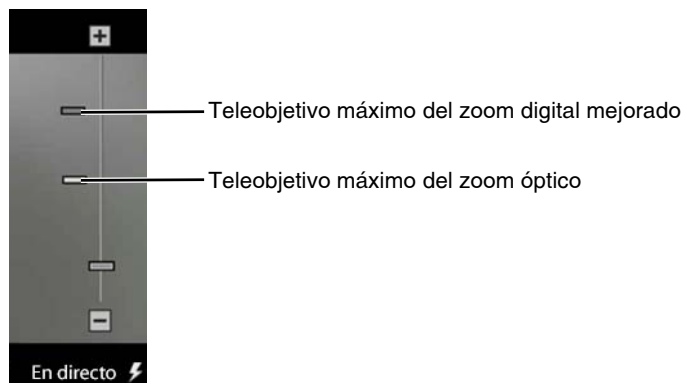 Teleobjetivo máximo del zoom digital mejorado
Teleobjetivo máximo del zoom óptico
En directo